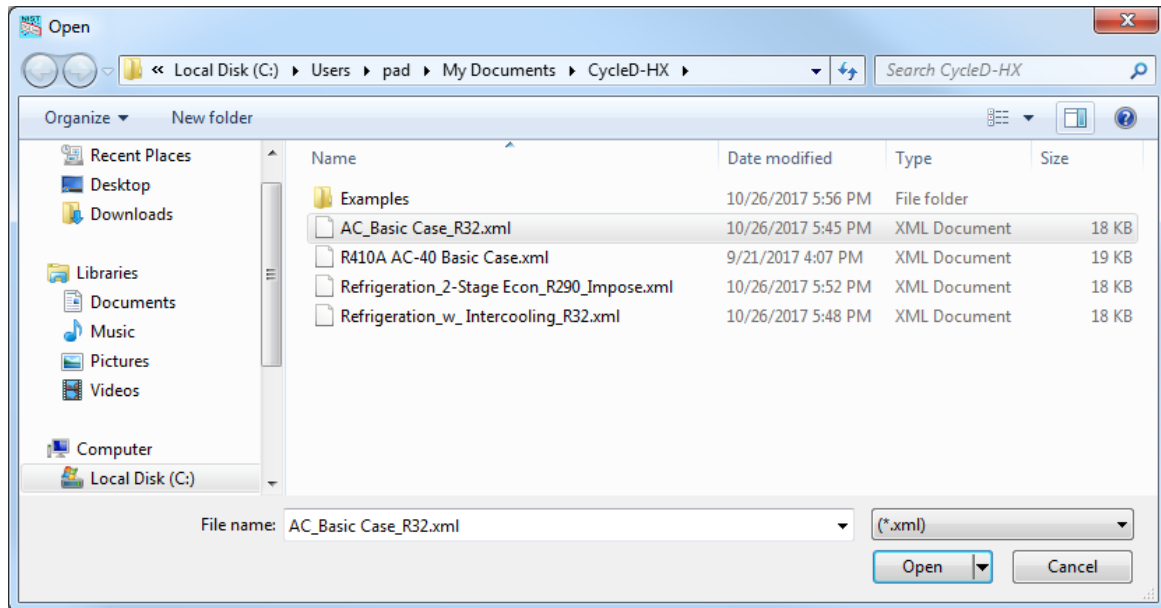 NIST
Open
« Local Disk (C:) Users pad My Documents CycleD-HX Search CycleD-HX
Organize New folder
Name Date modified Type Size
Recent Places
Desktop
Downloads
Libraries
Documents
Music
Pictures
Videos
Computer
Local Disk (C:)
Examples 10/26/2017 5:56 PM File folder
AC_Basic Case_R32.xml 10/26/2017 5:45 PM XML Document 18 KB
R410A AC-40 Basic Case.xml 9/21/2017 4:07 PM XML Document 19 KB
Refrigeration_2-Stage Econ_R290_Impose.xml 10/26/2017 5:52 PM XML Document 18 KB
Refrigeration_w_ Intercooling_R32.xml 10/26/2017 5:48 PM XML Document 18 KB
File name: AC_Basic Case_R32.xml (*.xml)
Open Cancel